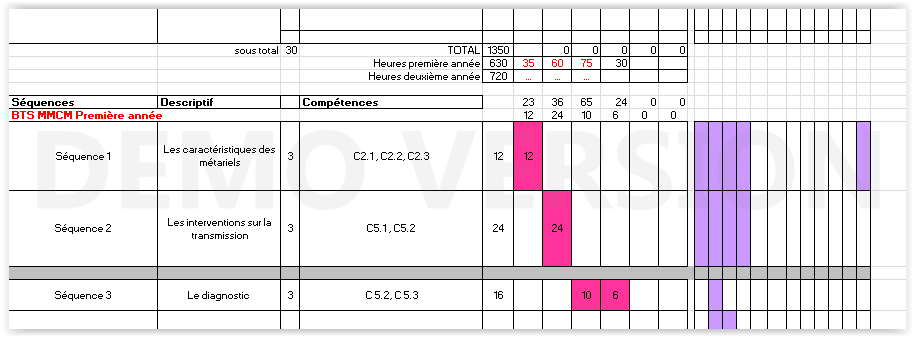 sous total 30 TOTAL 1350 0 0 0 0 0
Heures première année 630 35 60 75 30
Heures deuxième année 720 ... ... ...
Séquences Descriptif Compétences 23 36 65 24 0 0
BTS MMCM Première année 12 24 10 6 0 0
Les caractéristiques des
Séquence 1 3 C2.1, C2.2, C2.3 12 12
métariels
Les interventions sur la
Séquence 2 3 C5.1, C5.2 24 24
transmission
Séquence 3 Le diagnostic 3 C 5.2, C 5.3 16 10 6
DEMO VERSION